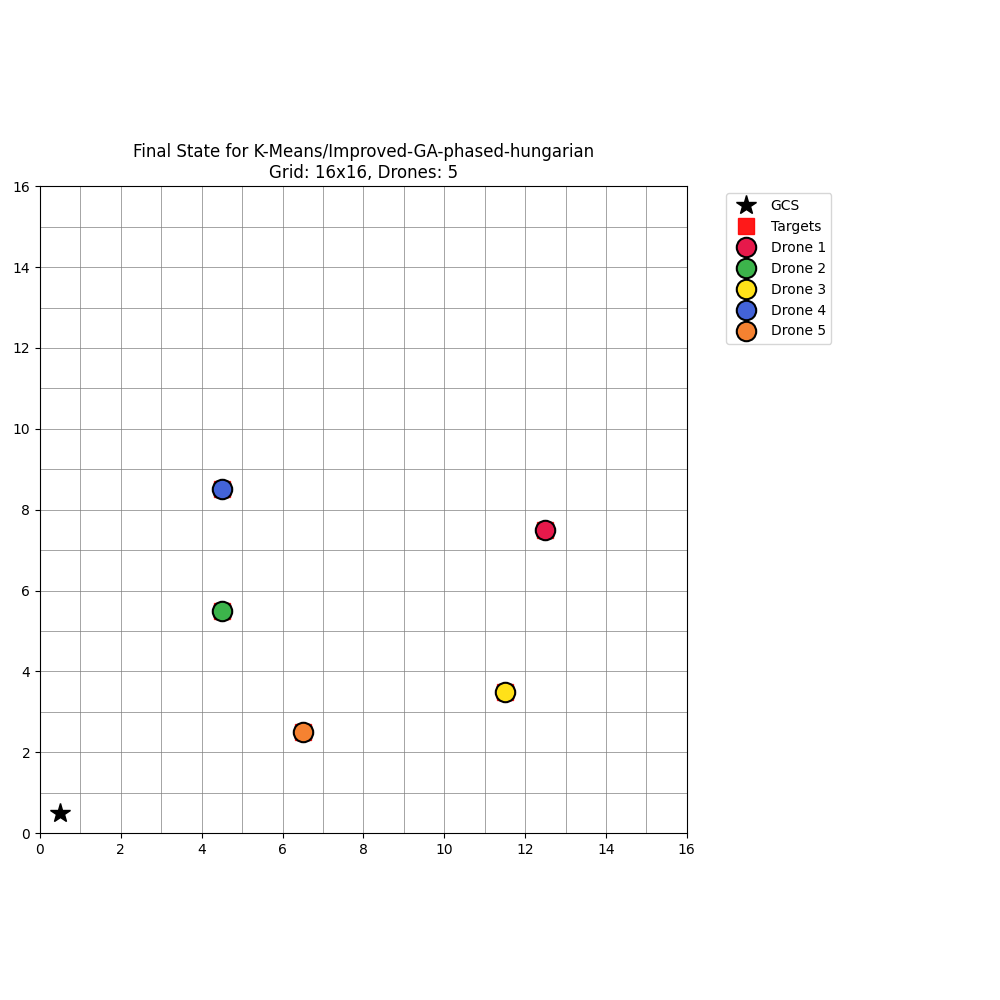 Final State for K-Means/Improved-GA-phased-hungarian
Grid: 16x16, Drones: 5
16
14
12
10
8
6
4
2
0
0 2 4 6 8 10 12 14 16
GCS
Targets
Drone 1
Drone 2
Drone 3
Drone 4
Drone 5